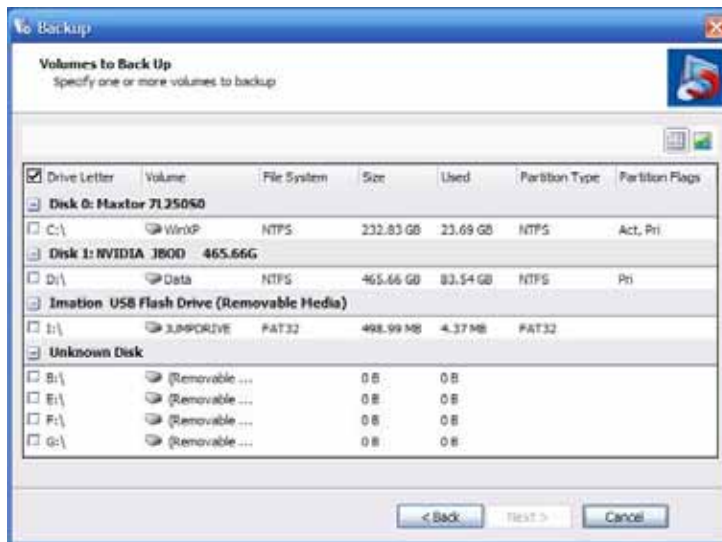 Backup
Volumes to Back Up
Specify one or more volumes to backup
Drive Letter Volume File System Size Used Partition Type Partition Flags
Disk 0: Maxtor 7L250S0
C:\ WinXP NTFS 232.83 GB 23.69 GB NTFS Act, Pri
Disk 1: NVIDIA JBOD 465.66G
D:\ Data NTFS 465.66 GB 83.54 GB NTFS Pri
Imation USB Flash Drive (Removable Media)
I:\ JUMPDRIVE FAT32 498.99 MB 4.37 MB FAT32
Unknown Disk
B:\ (Removable ... 0 B 0 B
E:\ (Removable ... 0 B 0 B
F:\ (Removable ... 0 B 0 B
G:\ (Removable ... 0 B 0 B
< Back Next > Cancel